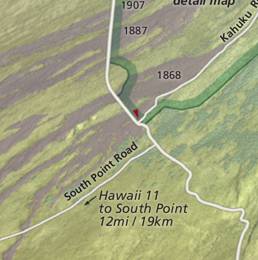 1907
detail map
1887
Kahuku R
1868
South Point Road
Hawaii 11
to South Point
12mi / 19km